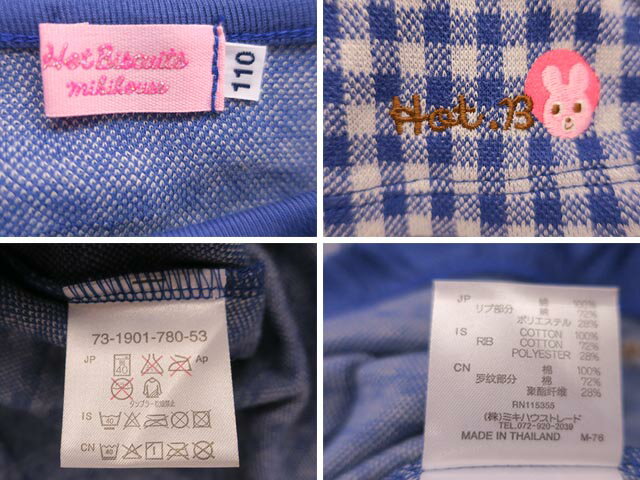 Hot Biscuits
mikihouse
110
Hot.B
73-1901-780-53
JP 40 Ap
タンブラー乾燥禁止
IS 40
CN 40 1
JP 綿 100%
リブ部分 綿 72%
ポリエステル 28%
IS COTTON 100%
RIB COTTON 72%
POLYESTER 28%
CN 棉 100%
罗纹部分 棉 72%
聚酯纤维 28%
RN115355
(株)ミキハウストレード
TEL.072-920-2039
MADE IN THAILAND M-76